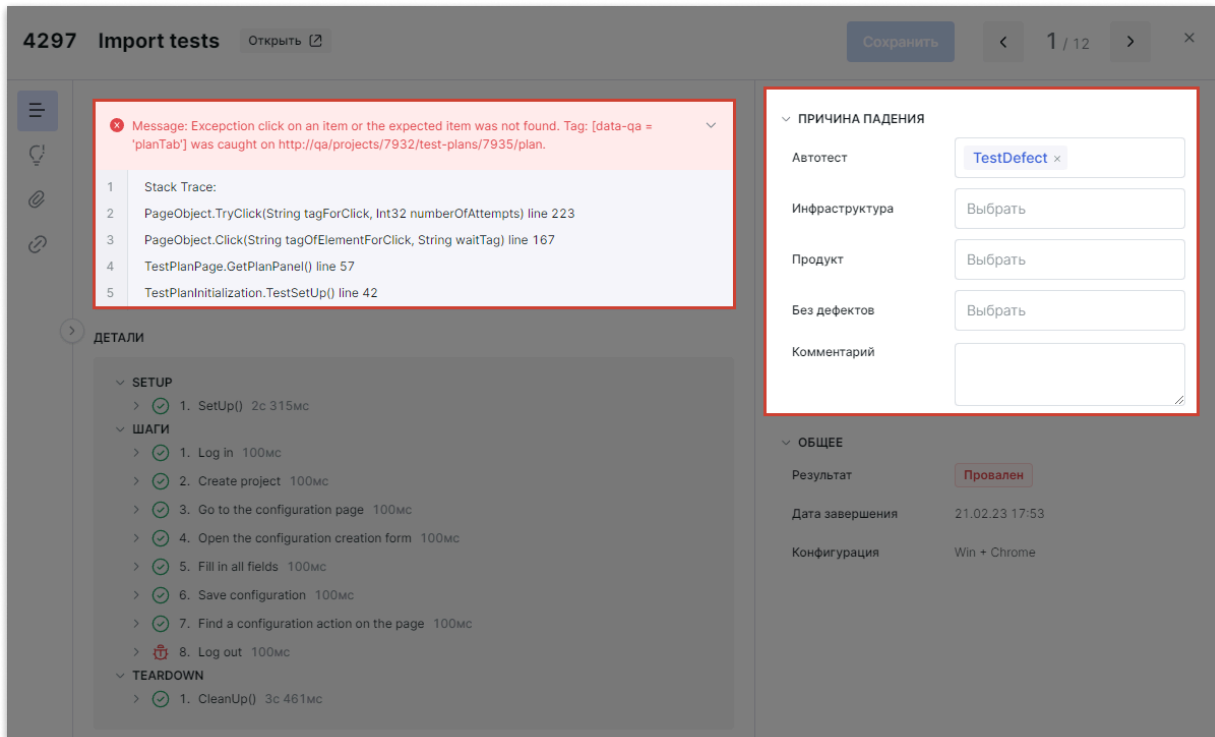 4297 Import tests Открыть Сохранить 1 / 12
Message: Excepction click on an item or the expected item was not found. Tag: [data-qa =
'planTab'] was caught on http://qa/projects/7932/test-plans/7935/plan.
1 Stack Trace:
2 PageObject.TryClick(String tagForClick, Int32 numberOfAttempts) line 223
3 PageObject.Click(String tagOfElementForClick, String waitTag) line 167
4 TestPlanPage.GetPlanPanel() line 57
5 TestPlanInitialization.TestSetUp() line 42
ДЕТАЛИ
SETUP
1. SetUp() 2с 315мс
ШАГИ
1. Log in 100мс
2. Create project 100мс
3. Go to the configuration page 100мс
4. Open the configuration creation form 100мс
5. Fill in all fields 100мс
6. Save configuration 100мс
7. Find a configuration action on the page 100мс
8. Log out 100мс
TEARDOWN
1. CleanUp() 3с 461мс
ПРИЧИНА ПАДЕНИЯ
Автотест TestDefect ×
Инфраструктура Выбрать
Продукт Выбрать
Без дефектов Выбрать
Комментарий
ОБЩЕЕ
Результат Провален
Дата завершения 21.02.23 17:53
Конфигурация Win + Chrome